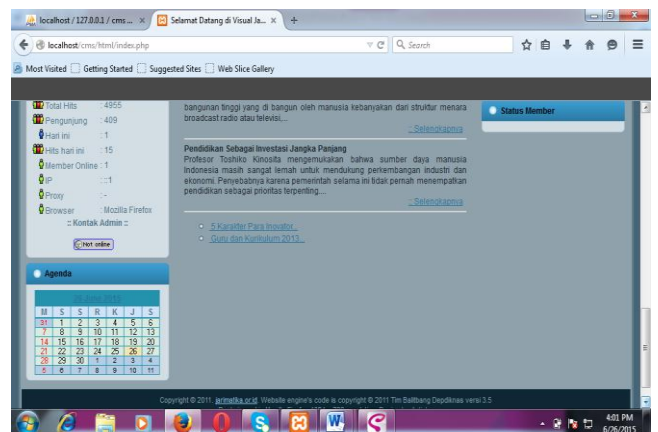 localhost / 127.0.0.1 / cms ...
Selamat Datang di Visual Ja...
localhost/cms/html/index.php
Search
Most Visited
Getting Started
Suggested Sites
Web Slice Gallery
Total Hits : 4955
Pengunjung : 409
Hari ini : 1
Hits hari ini : 15
Member Online : 1
IP : ::1
Proxy : -
Browser : Mozilla Firefox
:: Kontak Admin ::
Not online
Agenda
26 June 2015
M S S R K J S
31 1 2 3 4 5 6
7 8 9 10 11 12 13
14 15 16 17 18 19 20
21 22 23 24 25 26 27
28 29 30 1 2 3 4
5 6 7 8 9 10 11
bangunan tinggi yang di bangun oleh manusia kebanyakan dari struktur menara
broadcast radio atau televisi,...
:: Selengkapnya
Pendidikan Sebagai Investasi Jangka Panjang
Profesor Toshiko Kinosita mengemukakan bahwa sumber daya manusia
Indonesia masih sangat lemah untuk mendukung perkembangan industri dan
ekonomi. Penyebabnya karena pemerintah selama ini tidak pernah menempatkan
pendidikan sebagai prioritas terpenting....
:: Selengkapnya
5 Karakter Para Inovator...
Guru dan Kurikulum 2013...
Status Member
Copyright © 2011. jarimatika.or.id. Website engine's code is copyright © 2011 Tim Balitbang Depdiknas versi 3.5
4:01 PM
6/26/2015